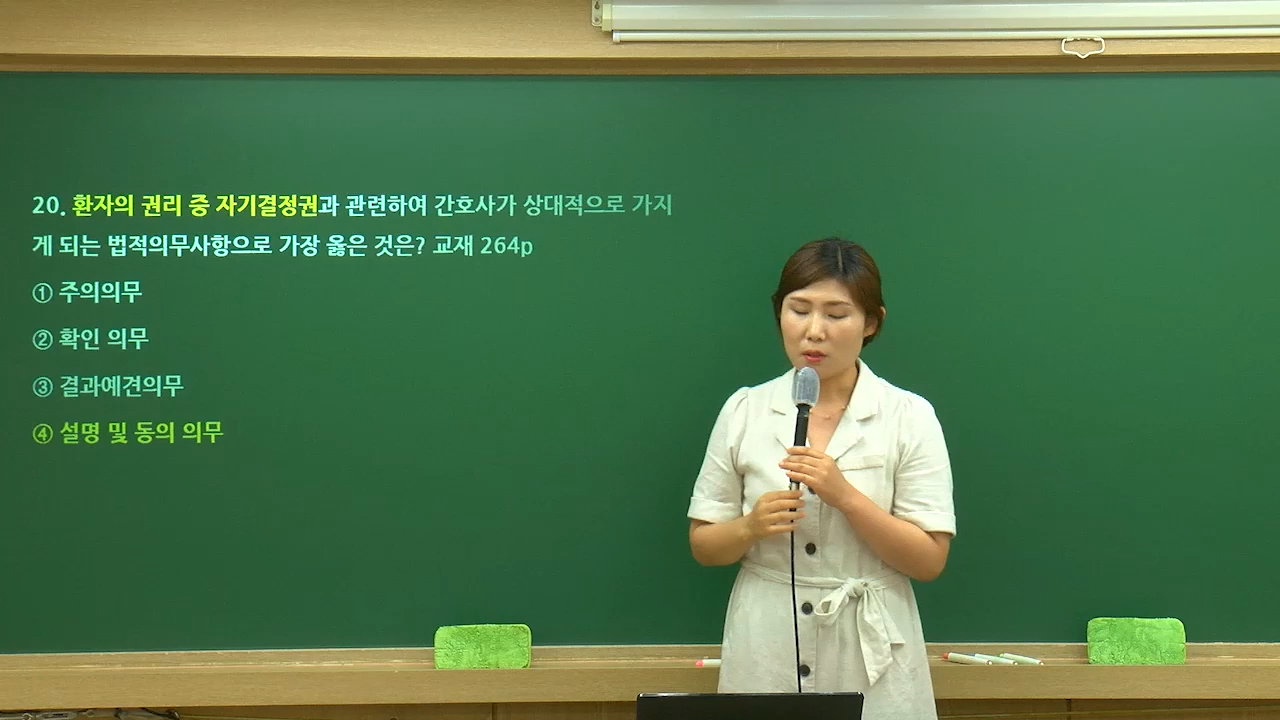 20. 환자의 권리 중 자기결정권과 관련하여 간호사가 상대적으로 가지
게 되는 법적의무사항으로 가장 옳은 것은? 교재 264p
① 주의의무
② 확인 의무
③ 결과예견의무
④ 설명 및 동의 의무